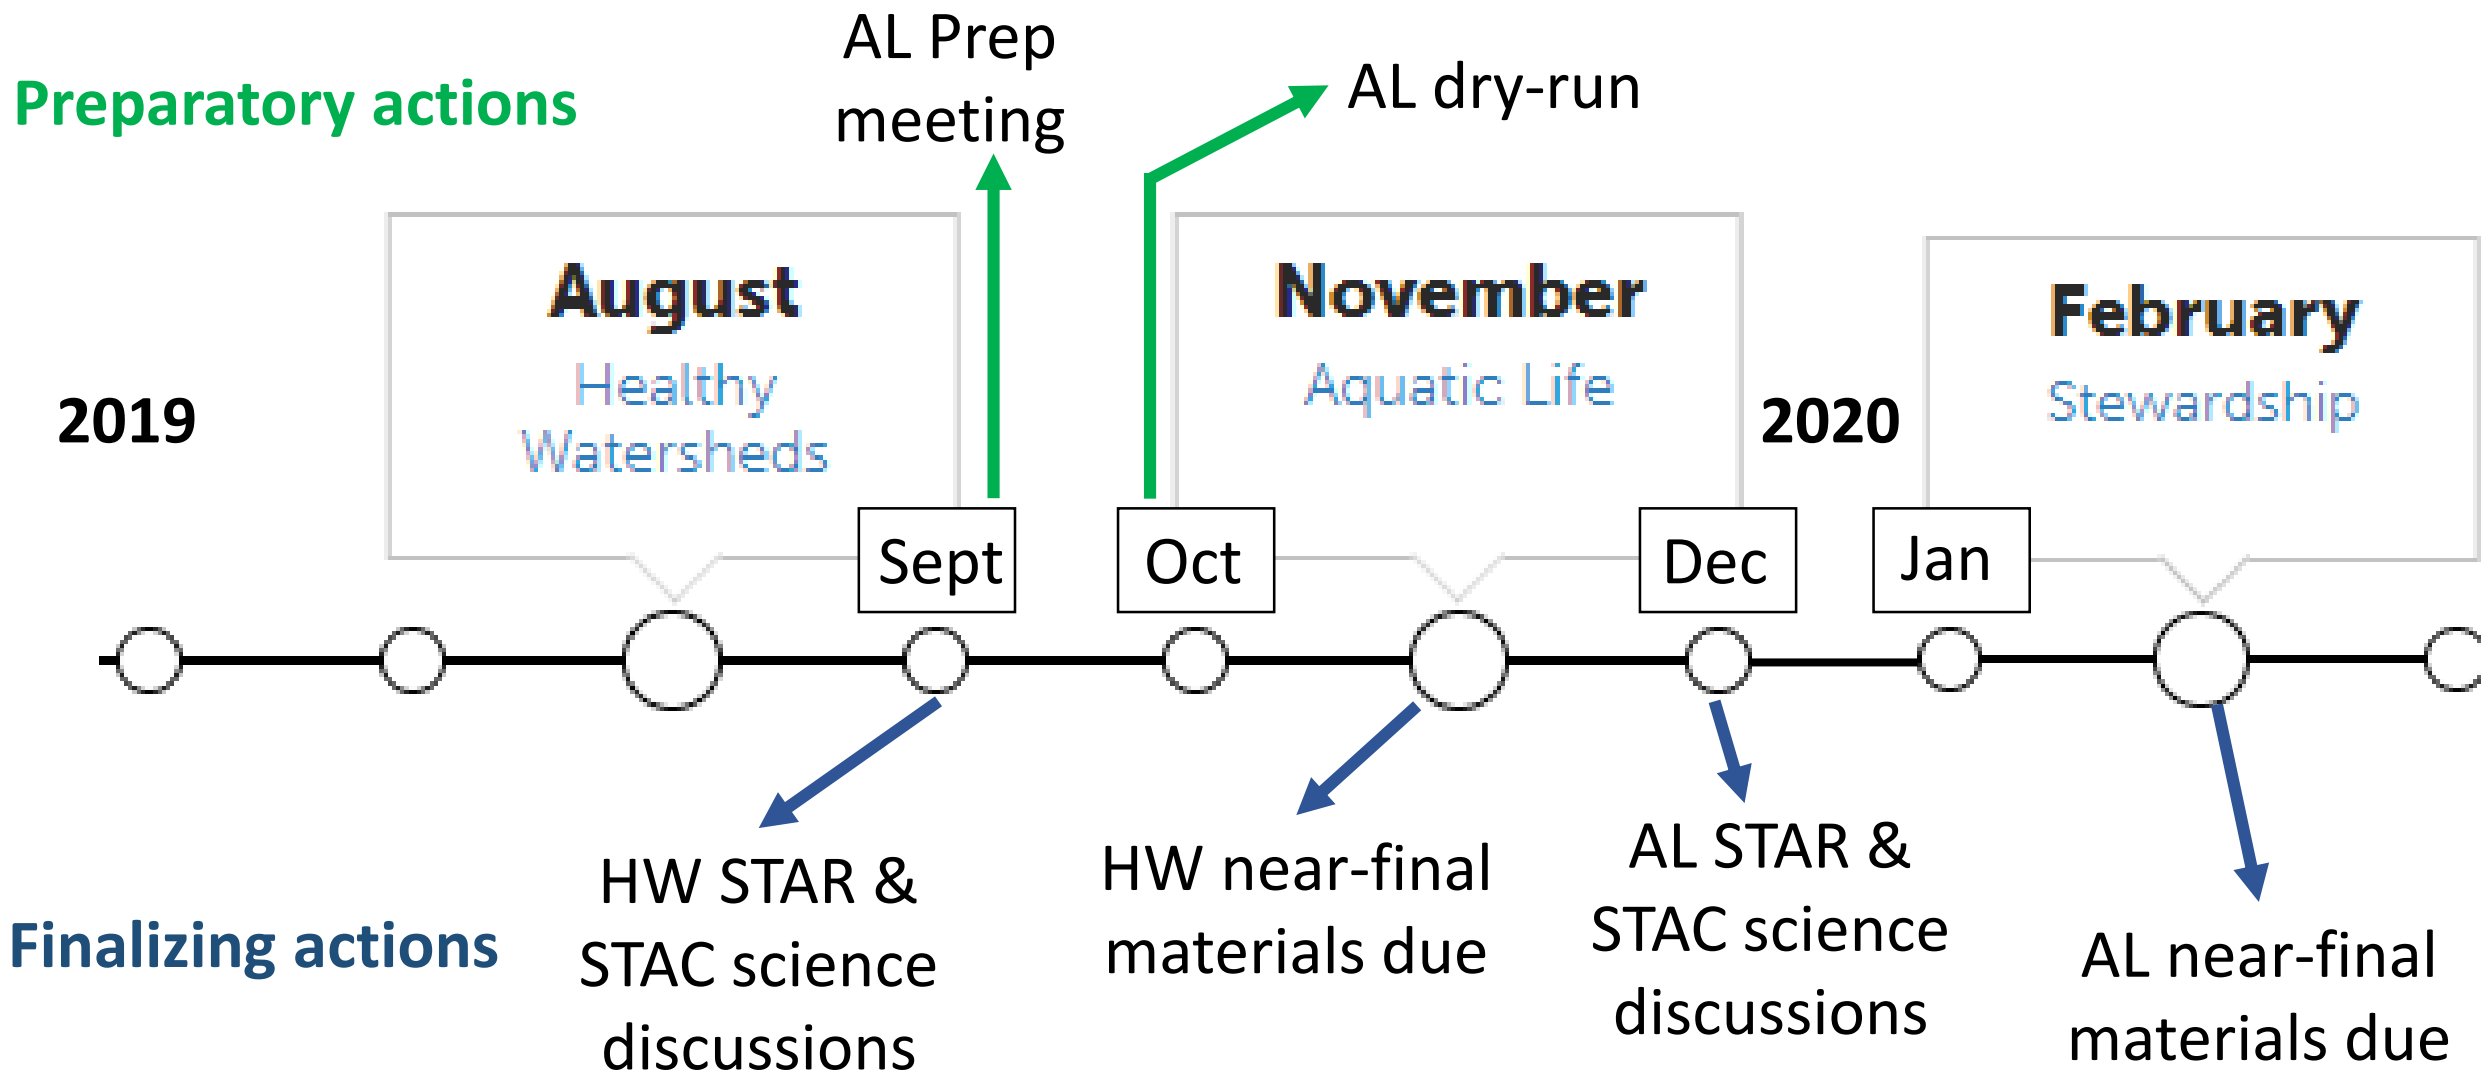 AL Prep
meeting
AL dry-run
Preparatory actions
August
Healthy
Watersheds
November
Aquatic Life
February
Stewardship
2019
2020
Sept
Oct
Dec
Jan
Finalizing actions
HW STAR &
STAC science
discussions
HW near-final
materials due
AL STAR &
STAC science
discussions
AL near-final
materials due